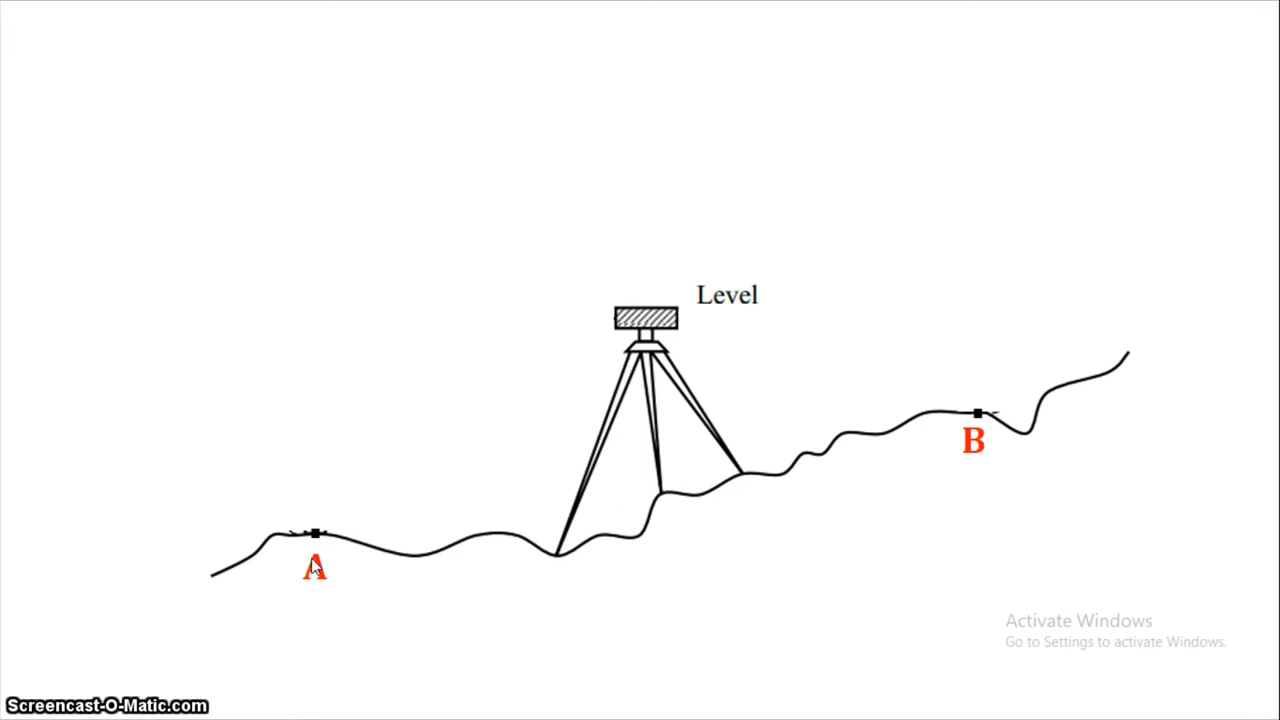 Level
B
A
Activate Windows
Go to Settings to activate Windows.
Screencast-O-Matic.com